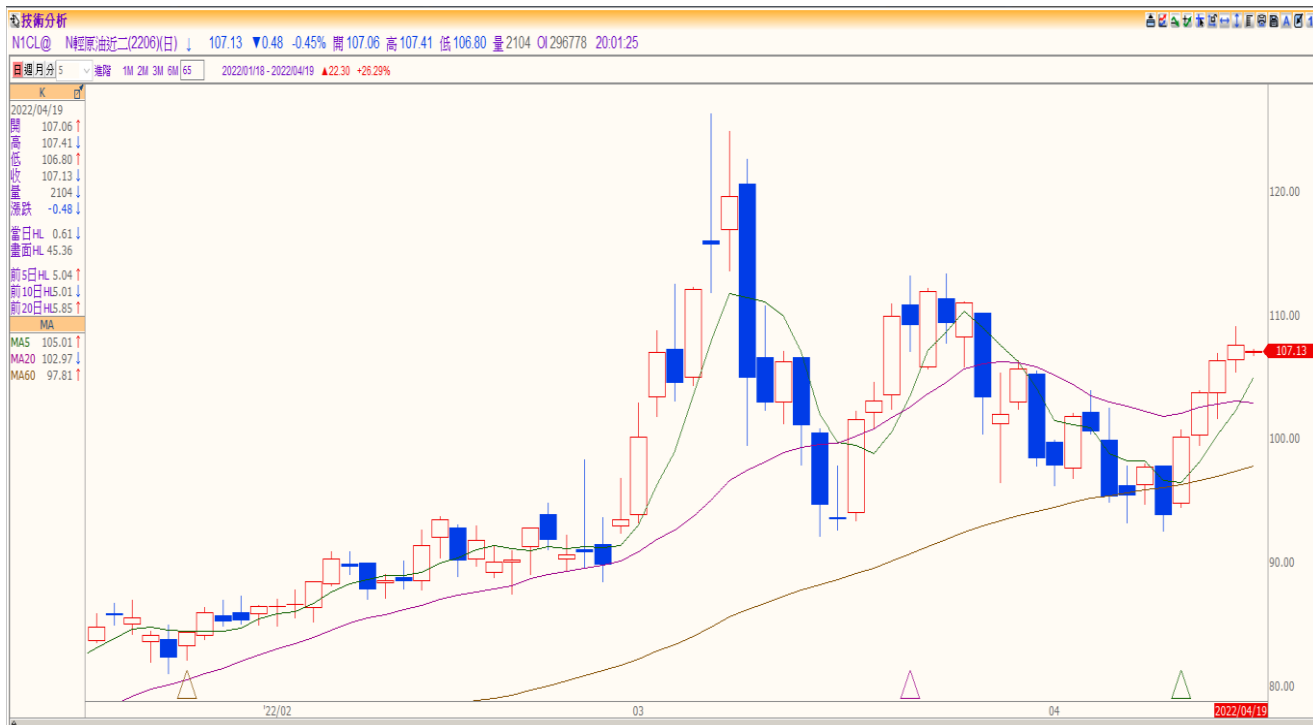 技術分析
N1CL@ N輕原油近二(2206)(日) ↓ 107.13 ▼0.48 -0.45% 開 107.06 高 107.41 低 106.80 量 2104 OI 296778 20:01:25
日 週 月 分 5 進階 1M 2M 3M 6M 65 2022/01/18 - 2022/04/19 ▲22.30 +26.29%
K
2022/04/19
開 107.06 ↑
高 107.41 ↓
低 106.80 ↑
收 107.13 ↓
量 2104 ↓
漲跌 -0.48 ↓
當日HL 0.61 ↓
畫面HL 45.36
前5日HL 5.04 ↑
前10日HL5.01 ↓
前20日HL5.85 ↑
MA
MA5 105.01 ↑
MA20 102.97 ↓
MA60 97.81 ↑
120.00
110.00
107.13
100.00
90.00
80.00
'22/02 03 04 2022/04/19